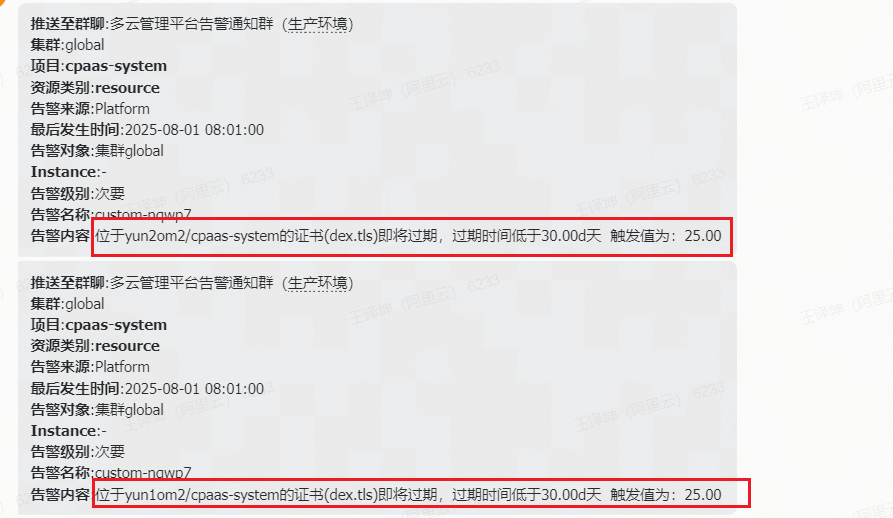 推送至群聊:多云管理平台告警通知群（生产环境）
集群:global
项目:cpaas-system
资源类别:resource
告警来源:Platform
最后发生时间:2025-08-01 08:01:00
告警对象:集群global
Instance:-
告警级别:次要
告警名称:custom-nqwp7
告警内容:位于yun2om2/cpaas-system的证书(dex.tls)即将过期，过期时间低于30.00d天 触发值为：25.00
推送至群聊:多云管理平台告警通知群（生产环境）
集群:global
项目:cpaas-system
资源类别:resource
告警来源:Platform
最后发生时间:2025-08-01 08:01:00
告警对象:集群global
Instance:-
告警级别:次要
告警名称:custom-nqwp7
告警内容:位于yun1om2/cpaas-system的证书(dex.tls)即将过期，过期时间低于30.00d天 触发值为：25.00
王译坤（阿里云） 6233